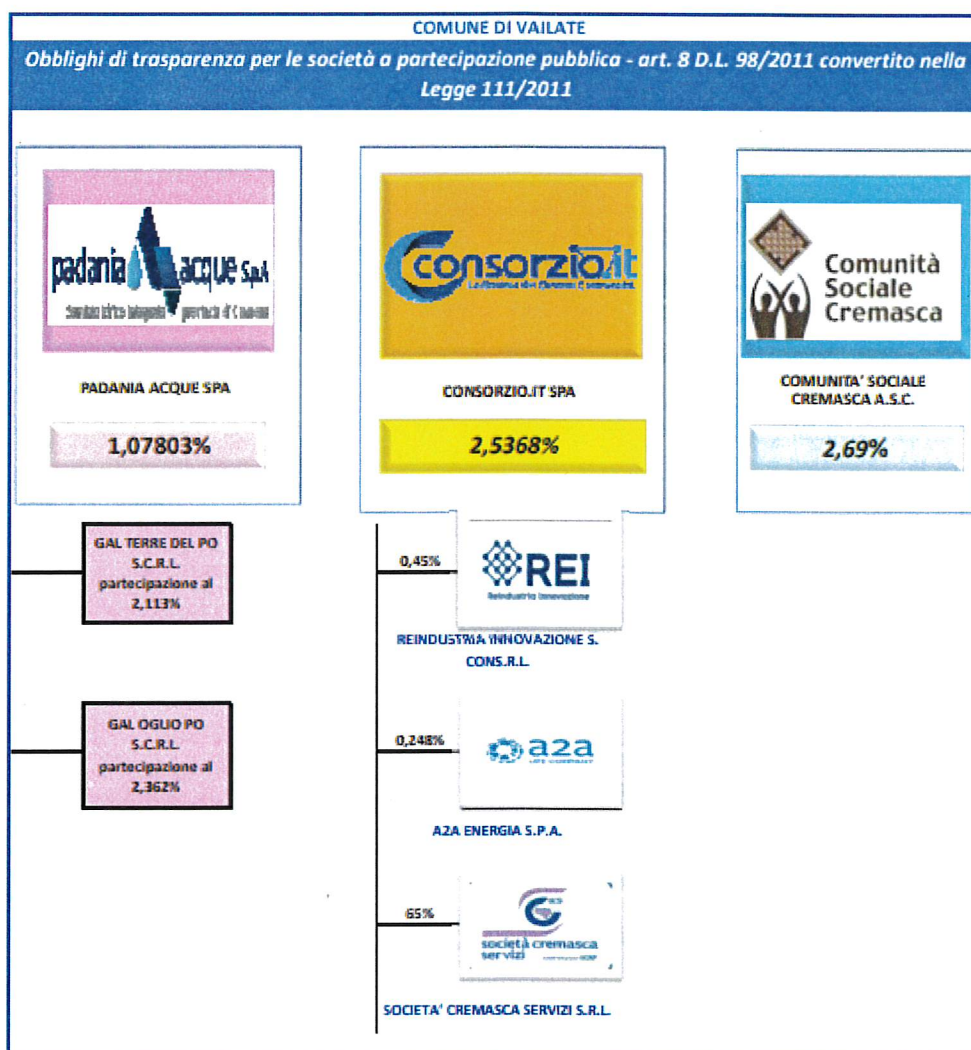 COMUNE DI VAILATE
Obblighi di trasparenza per le società a partecipazione pubblica - art. 8 D.L. 98/2011 convertito nella
Legge 111/2011
padania acque S.p.A
PADANIA ACQUE SPA
1,07803%
consorzio.it
CONSORZIO.IT SPA
2,5368%
Comunità
Sociale
Cremasca
COMUNITA' SOCIALE
CREMASCA A.S.C.
2,69%
GAL TERRE DEL PO
S.C.R.L.
partecipazione al
2,113%
GAL OGLIO PO
S.C.R.L.
partecipazione al
2,362%
0,45%
REI
Reindustria Innovazione
REINDUSTRIA INNOVAZIONE S.
CONS.R.L.
0,248%
a2a
A2A ENERGIA S.P.A.
65%
società cremasca
servizi
SOCIETA' CREMASCA SERVIZI S.R.L.